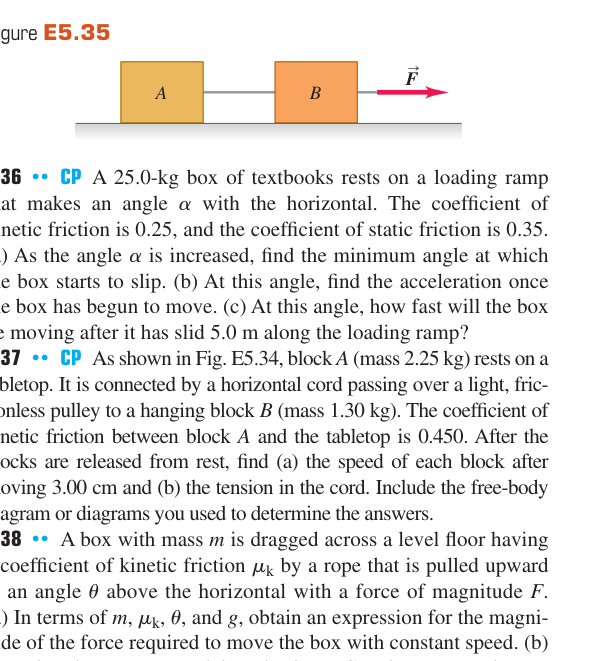 gure E5.35
A
B
F
36 •• CP A 25.0-kg box of textbooks rests on a loading ramp
at makes an angle α with the horizontal. The coefficient of
netic friction is 0.25, and the coefficient of static friction is 0.35.
) As the angle α is increased, find the minimum angle at which
e box starts to slip. (b) At this angle, find the acceleration once
e box has begun to move. (c) At this angle, how fast will the box
e moving after it has slid 5.0 m along the loading ramp?
37 •• CP As shown in Fig. E5.34, block A (mass 2.25 kg) rests on a
bletop. It is connected by a horizontal cord passing over a light, fric-
onless pulley to a hanging block B (mass 1.30 kg). The coefficient of
netic friction between block A and the tabletop is 0.450. After the
ocks are released from rest, find (a) the speed of each block after
oving 3.00 cm and (b) the tension in the cord. Include the free-body
agram or diagrams you used to determine the answers.
38 •• A box with mass m is dragged across a level floor having
coefficient of kinetic friction μk by a rope that is pulled upward
an angle θ above the horizontal with a force of magnitude F.
) In terms of m, μk, θ, and g, obtain an expression for the magni-
de of the force required to move the box with constant speed. (b)